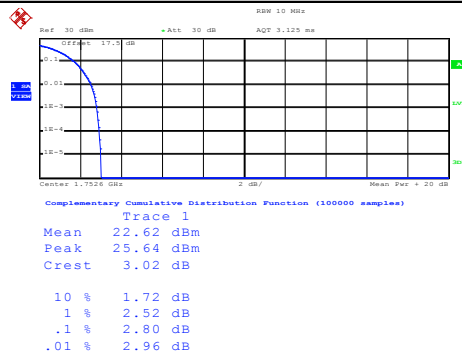 RBW 10 MHz
Ref 30 dBm Att 30 dB AQT 3.125 ms
Offset 17.5 dB
0.1
A
0.01
1 SA
VIEW
1E-3
LV
1E-4
1E-5
3D
Center 1.7526 GHz 2 dB/ Mean Pwr + 20 dB
Complementary Cumulative Distribution Function (100000 samples)
Trace 1
Mean 22.62 dBm
Peak 25.64 dBm
Crest 3.02 dB
10 % 1.72 dB
1 % 2.52 dB
.1 % 2.80 dB
.01 % 2.96 dB